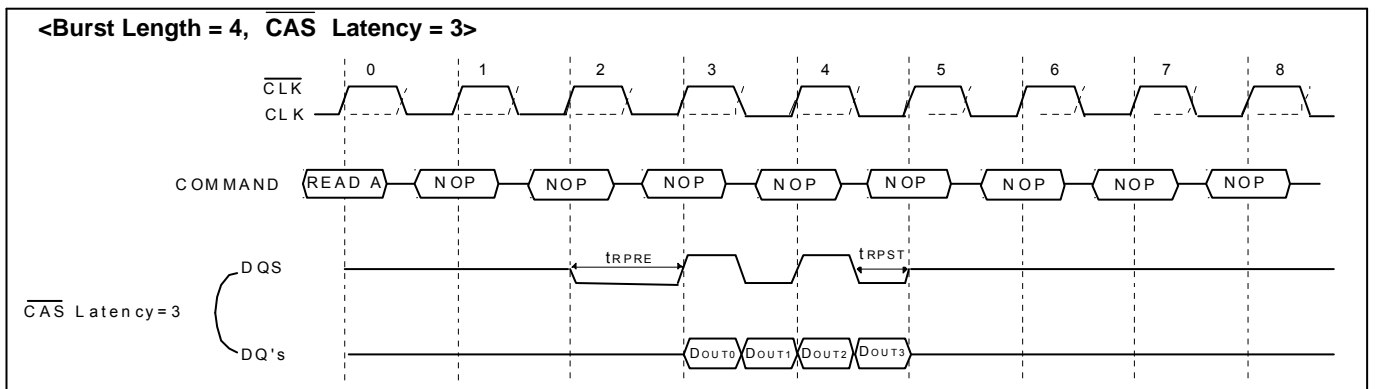 <Burst Length = 4, CAS Latency = 3>
0 1 2 3 4 5 6 7 8
CLK
CLK
COMMAND READ A NOP NOP NOP NOP NOP NOP NOP NOP
DQS tRPRE tRPST
CAS Latency=3
DQ's DOUT0 DOUT1 DOUT2 DOUT3